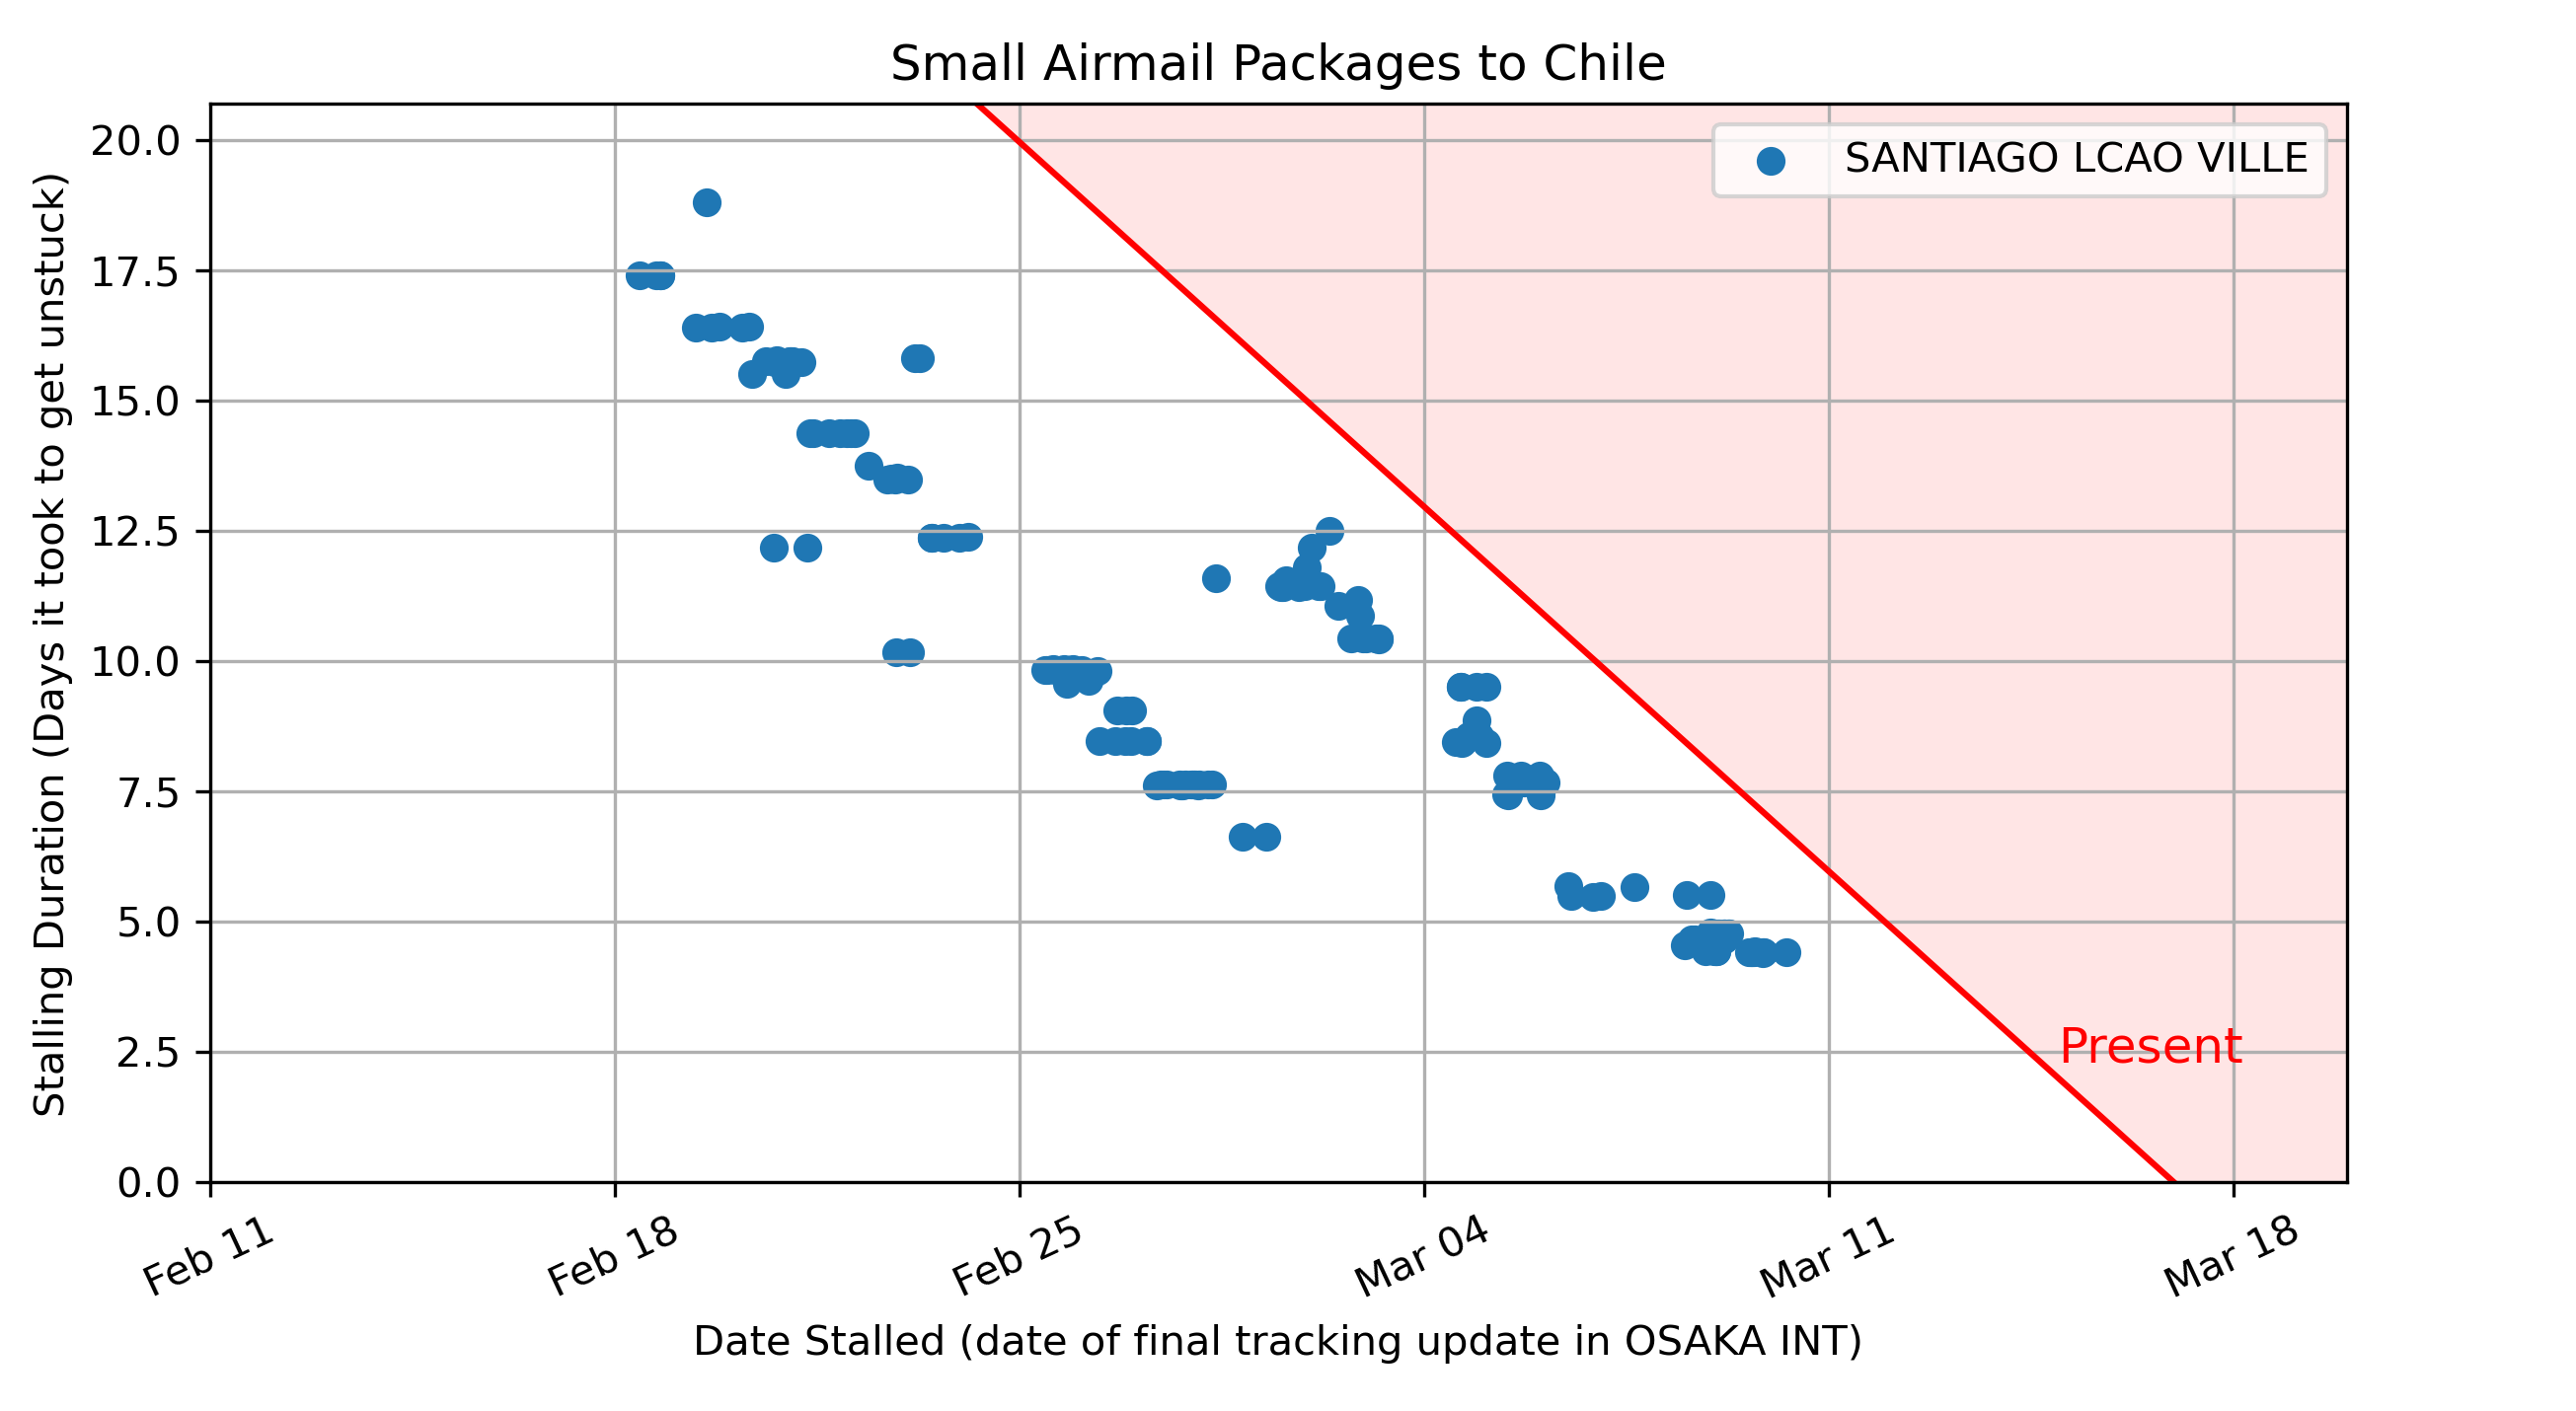 Small Airmail Packages to Chile
SANTIAGO LCAO VILLE
Stalling Duration (Days it took to get unstuck)
20.0
17.5
15.0
12.5
10.0
7.5
5.0
2.5
0.0
Present
Feb 11
Feb 18
Feb 25
Mar 04
Mar 11
Mar 18
Date Stalled (date of final tracking update in OSAKA INT)